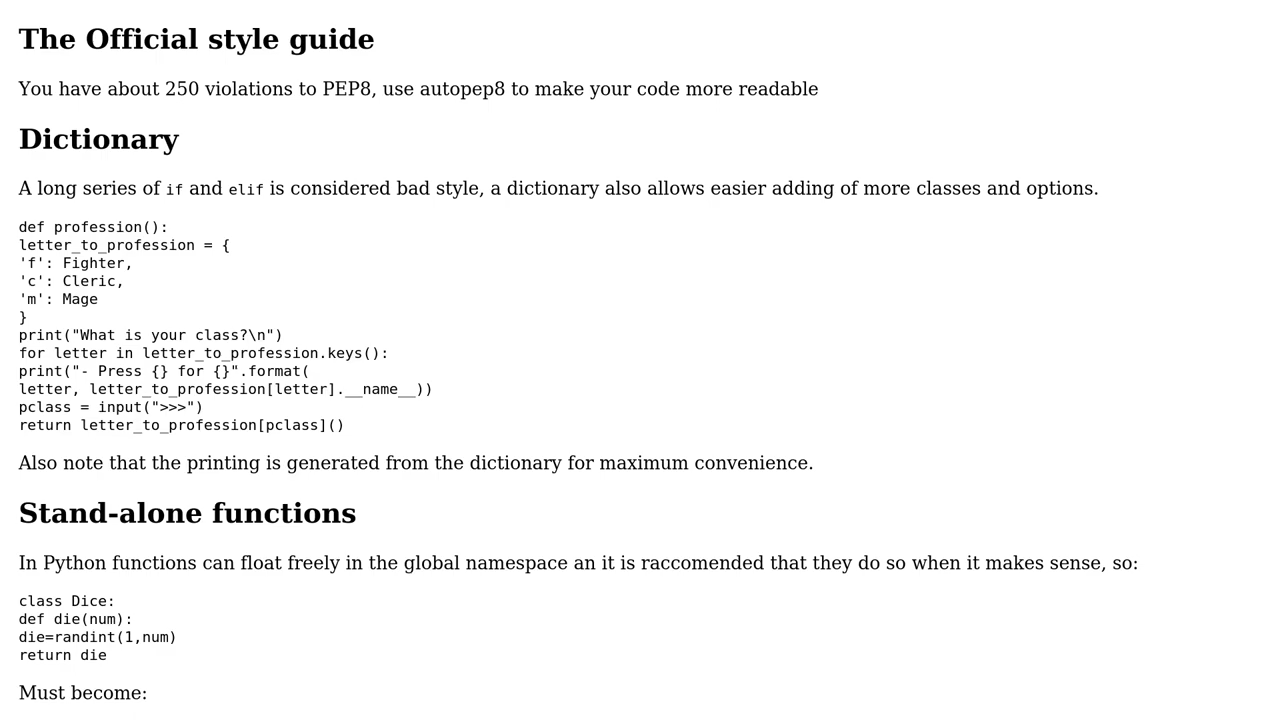 The Official style guide
You have about 250 violations to PEP8, use autopep8 to make your code more readable
Dictionary
A long series of if and elif is considered bad style, a dictionary also allows easier adding of more classes and options.
def profession():
letter_to_profession = {
'f': Fighter,
'c': Cleric,
'm': Mage
}
print("What is your class?\n")
for letter in letter_to_profession.keys():
print("- Press {} for {}".format(
letter, letter_to_profession[letter].__name__))
pclass = input(">>>")
return letter_to_profession[pclass]()
Also note that the printing is generated from the dictionary for maximum convenience.
Stand-alone functions
In Python functions can float freely in the global namespace an it is raccomended that they do so when it makes sense, so:
class Dice:
def die(num):
die=randint(1,num)
return die
Must become: